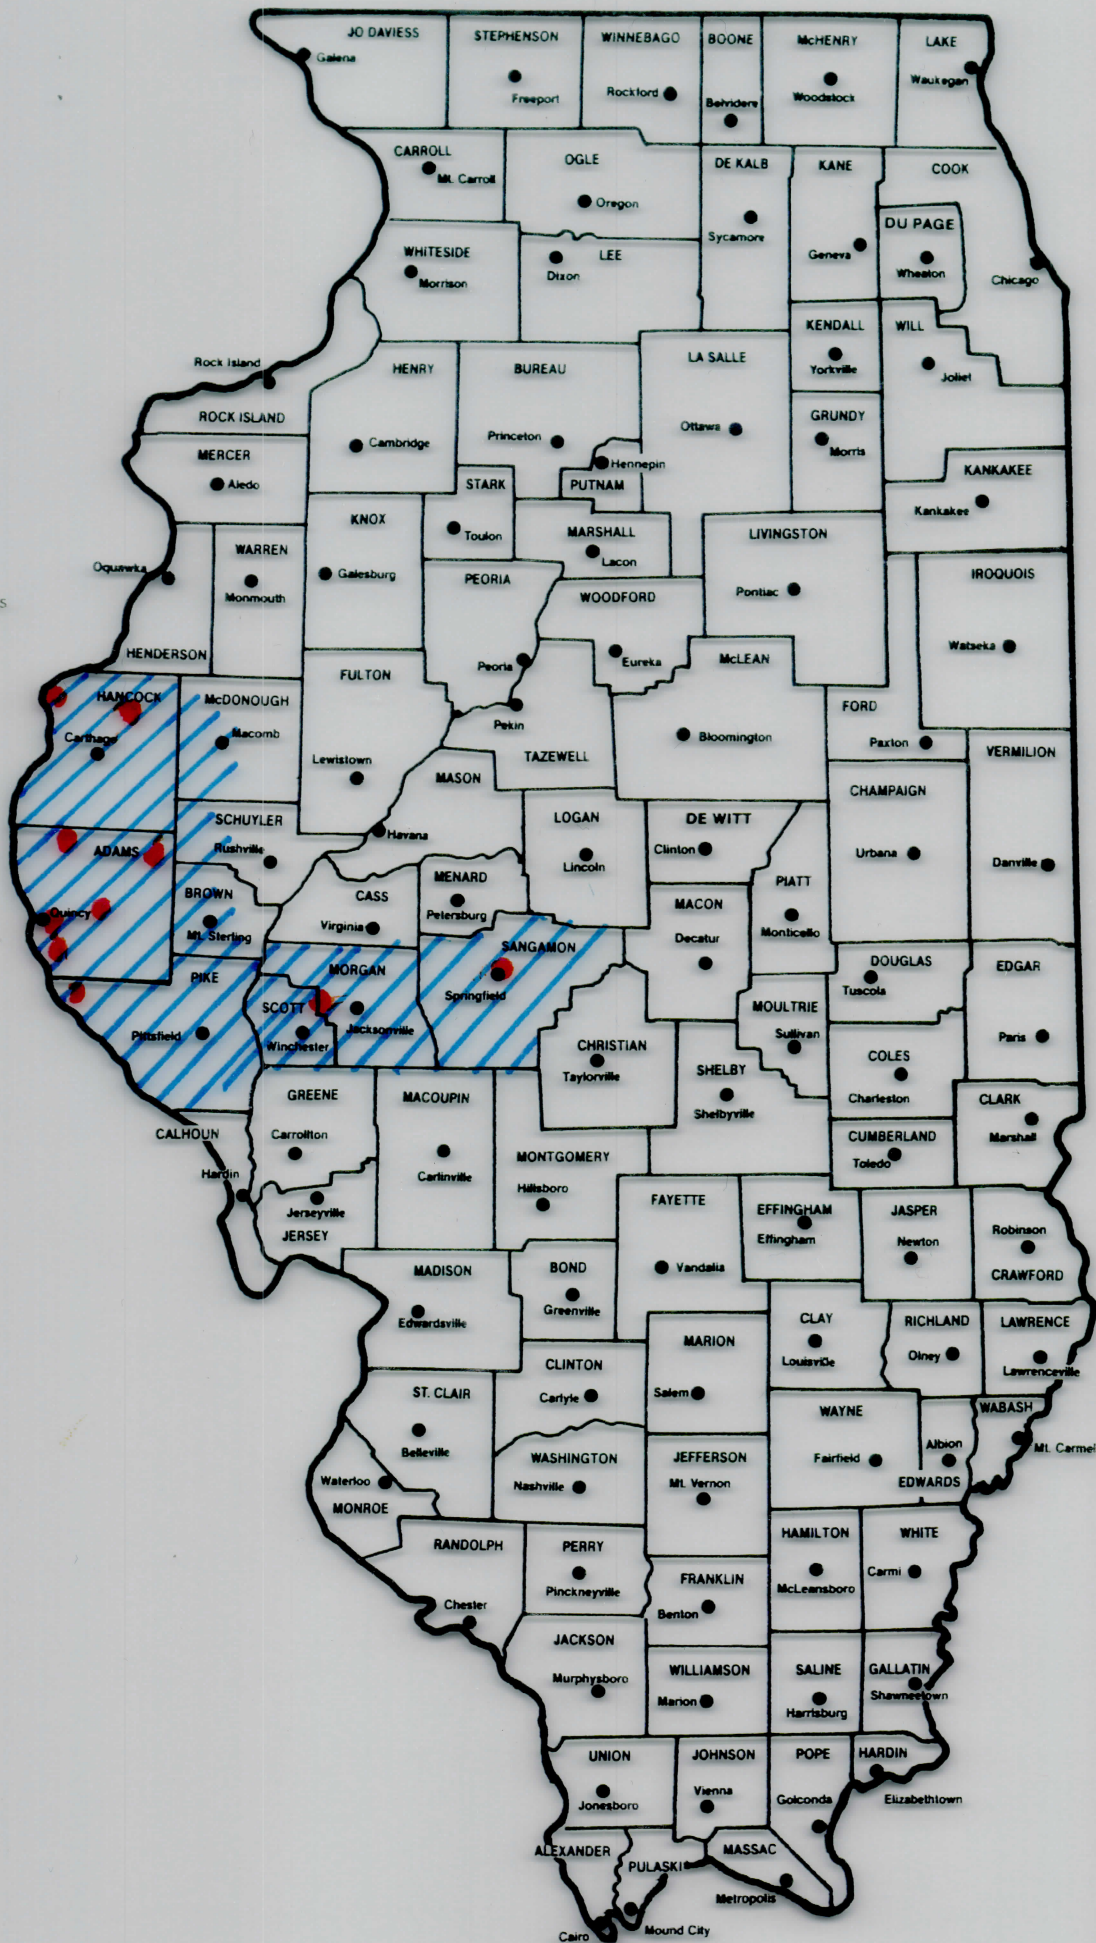 JO DAVIESS STEPHENSON WINNEBAGO BOONE McHENRY LAKE
Galena Freeport Rockford Belvidere Woodstock Waukegan
CARROLL OGLE DE KALB KANE COOK
Mt. Carroll Oregon Sycamore Geneva DU PAGE
Wheaton Chicago
WHITESIDE LEE
Morrison Dixon
KENDALL WILL
Yorkville Joliet
Rock Island HENRY BUREAU LA SALLE
ROCK ISLAND Cambridge Princeton Ottawa GRUNDY
Morris
MERCER Hennepin KANKAKEE
Aledo STARK PUTNAM Kankakee
KNOX Toulon MARSHALL LIVINGSTON
Lacon
WARREN
Oquawka Galesburg PEORIA IROQUOIS
Monmouth WOODFORD Pontiac
s
HENDERSON Peoria Eureka McLEAN Watseka
FULTON
HANCOCK McDONOUGH FORD
Carthage Macomb Pekin Bloomington Paxton
Lewistown TAZEWELL VERMILION
MASON CHAMPAIGN
SCHUYLER LOGAN DE WITT
Havana
ADAMS Rushville Lincoln Clinton Urbana Danville
BROWN CASS MENARD PIATT
Quincy Virginia Petersburg MACON Monticello
Mt. Sterling Decatur
SANGAMON
PIKE MORGAN DOUGLAS EDGAR
Springfield Tuscola
SCOTT Jacksonville MOULTRIE
Pittsfield Winchester Sullivan Paris
CHRISTIAN COLES
Taylorville SHELBY Charleston
GREENE MACOUPIN Shelbyville CLARK
CALHOUN Carrollton MONTGOMERY CUMBERLAND Marshall
Toledo
Hardin Carlinville Hillsboro
Jerseyville FAYETTE EFFINGHAM JASPER Robinson
JERSEY Effingham Newton
MADISON BOND Vandalia CRAWFORD
Edwardsville Greenville
CLAY RICHLAND LAWRENCE
MARION Louisville Olney Lawrenceville
CLINTON
ST. CLAIR Carlyle Salem
WAYNE WABASH
Belleville Albion Mt. Carmel
WASHINGTON JEFFERSON Fairfield
Waterloo Nashville Mt. Vernon EDWARDS
MONROE
RANDOLPH PERRY HAMILTON WHITE
Pinckneyville FRANKLIN McLeansboro Carmi
Chester Benton
JACKSON
Murphysboro WILLIAMSON SALINE GALLATIN
Marion Harrisburg Shawneetown
UNION JOHNSON POPE HARDIN
Jonesboro Vienna Golconda Elizabethtown
ALEXANDER MASSAC
PULASKI
Metropolis
Cairo Mound City